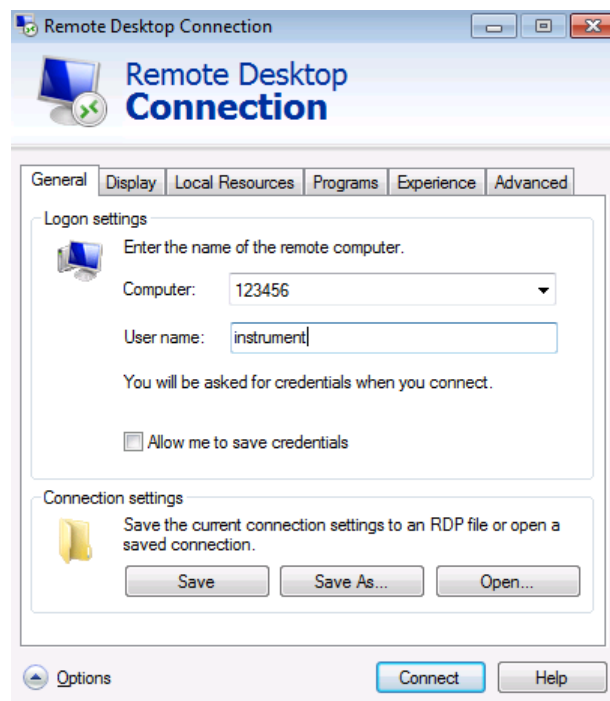 Remote Desktop Connection
Remote Desktop
Connection
General Display Local Resources Programs Experience Advanced
Logon settings
Enter the name of the remote computer.
Computer: 123456
User name: instrument
You will be asked for credentials when you connect.
Allow me to save credentials
Connection settings
Save the current connection settings to an RDP file or open a
saved connection.
Save Save As... Open...
Options Connect Help